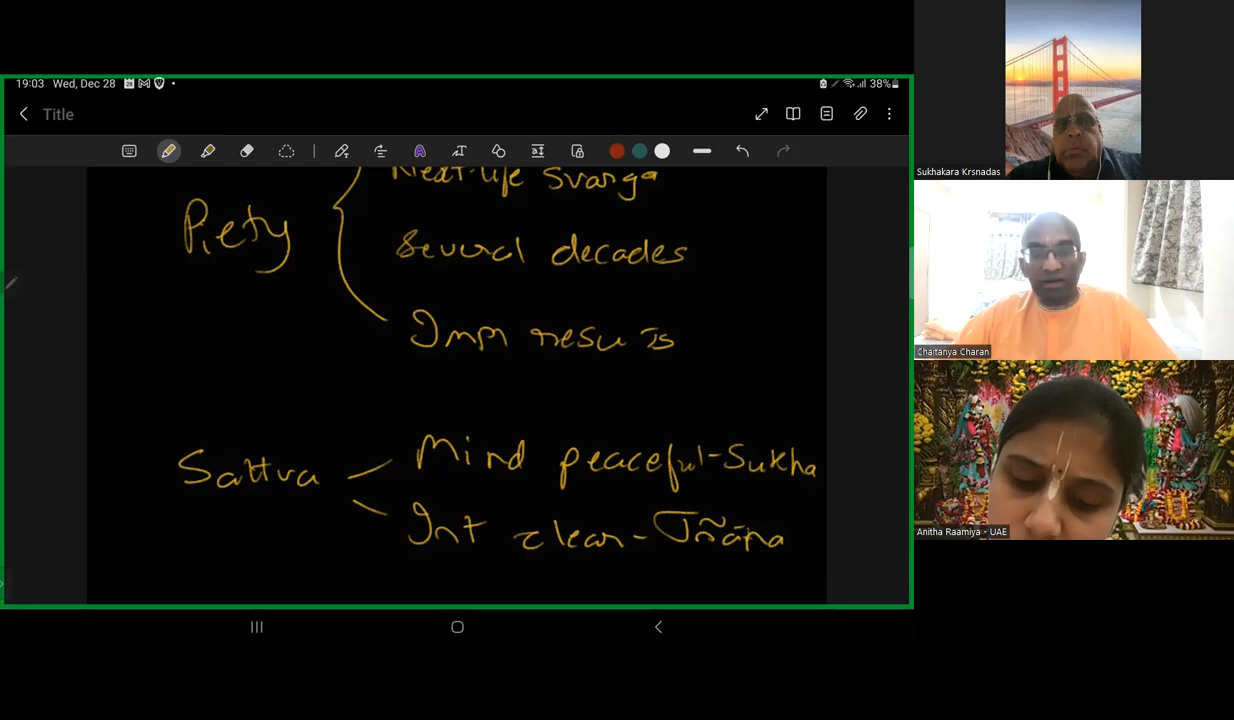 19:03 Wed, Dec 28
38%
Title
Next-life Svarga
Piety
Several decades
Imm results
Sattva
Mind peaceful-Sukha
Int clear-Jñāna
Sukhakara Krsnadas
Chaitanya Charan
Anitha Raamiya - UAE